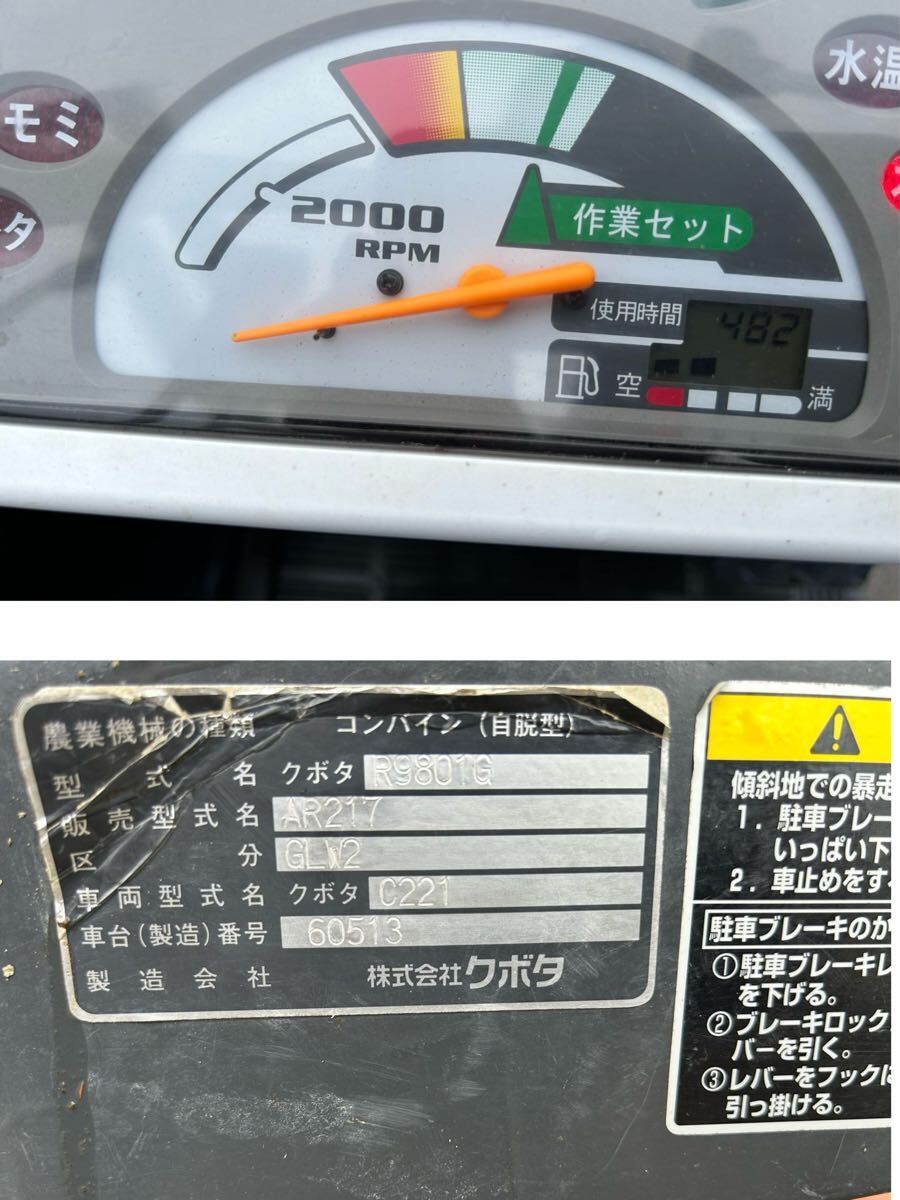 モミ
水温
タ
2000
RPM
作業セット
使用時間 482
空 満
農業機械の種類 コンバイン (自脱型)
型式名 クボタ R9801G
販売型式名 AR217
区分 GLW2
車両型式名 クボタ C221
車台(製造)番号 60513
製造会社 株式会社クボタ
傾斜地での暴走
1. 駐車ブレー
いっぱい下
2. 車止めをする
駐車ブレーキのか
①駐車ブレーキレ
を下げる。
②ブレーキロック
バーを引く。
③レバーをフックに
引っ掛ける。